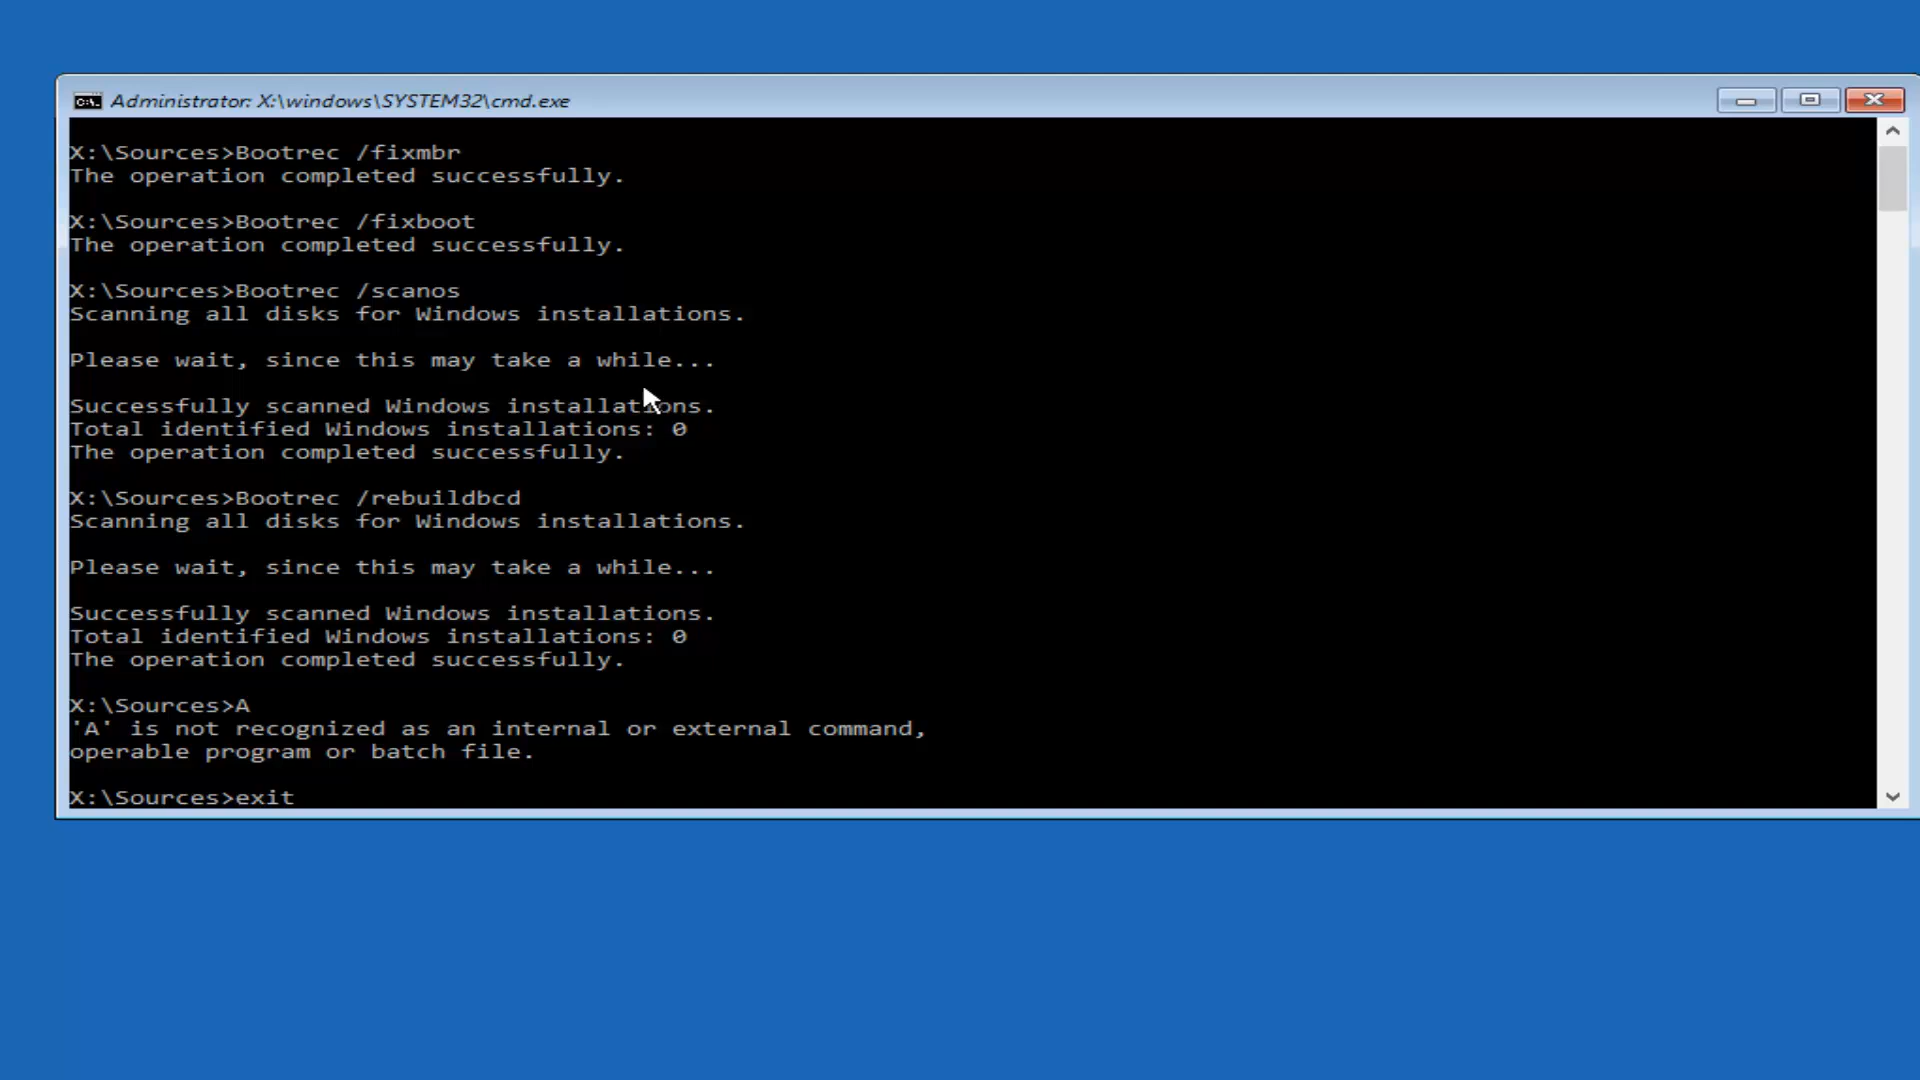 Administrator: X:\windows\SYSTEM32\cmd.exe
X:\Sources>Bootrec /fixmbr
The operation completed successfully.
X:\Sources>Bootrec /fixboot
The operation completed successfully.
X:\Sources>Bootrec /scanos
Scanning all disks for Windows installations.
Please wait, since this may take a while...
Successfully scanned Windows installations.
Total identified Windows installations: 0
The operation completed successfully.
X:\Sources>Bootrec /rebuildbcd
Scanning all disks for Windows installations.
Please wait, since this may take a while...
Successfully scanned Windows installations.
Total identified Windows installations: 0
The operation completed successfully.
X:\Sources>A
'A' is not recognized as an internal or external command,
operable program or batch file.
X:\Sources>exit